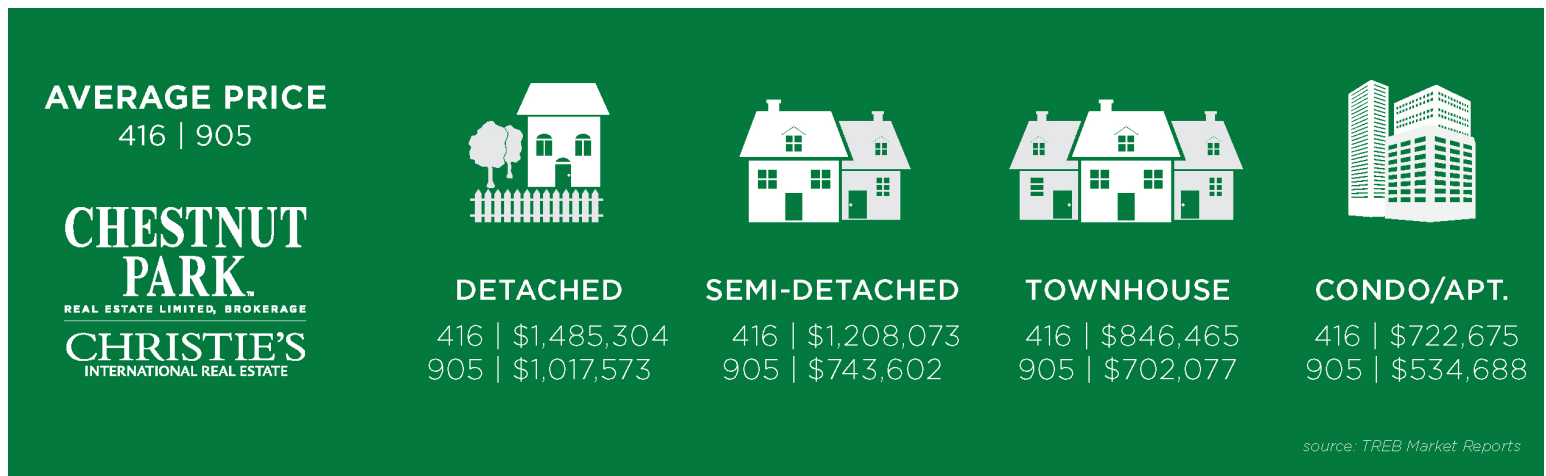 AVERAGE PRICE
416 | 905
CHESTNUT
PARK™
REAL ESTATE LIMITED, BROKERAGE
CHRISTIE'S
INTERNATIONAL REAL ESTATE
DETACHED
416 | $1,485,304
905 | $1,017,573
SEMI-DETACHED
416 | $1,208,073
905 | $743,602
TOWNHOUSE
416 | $846,465
905 | $702,077
CONDO/APT.
416 | $722,675
905 | $534,688
source: TREB Market Reports